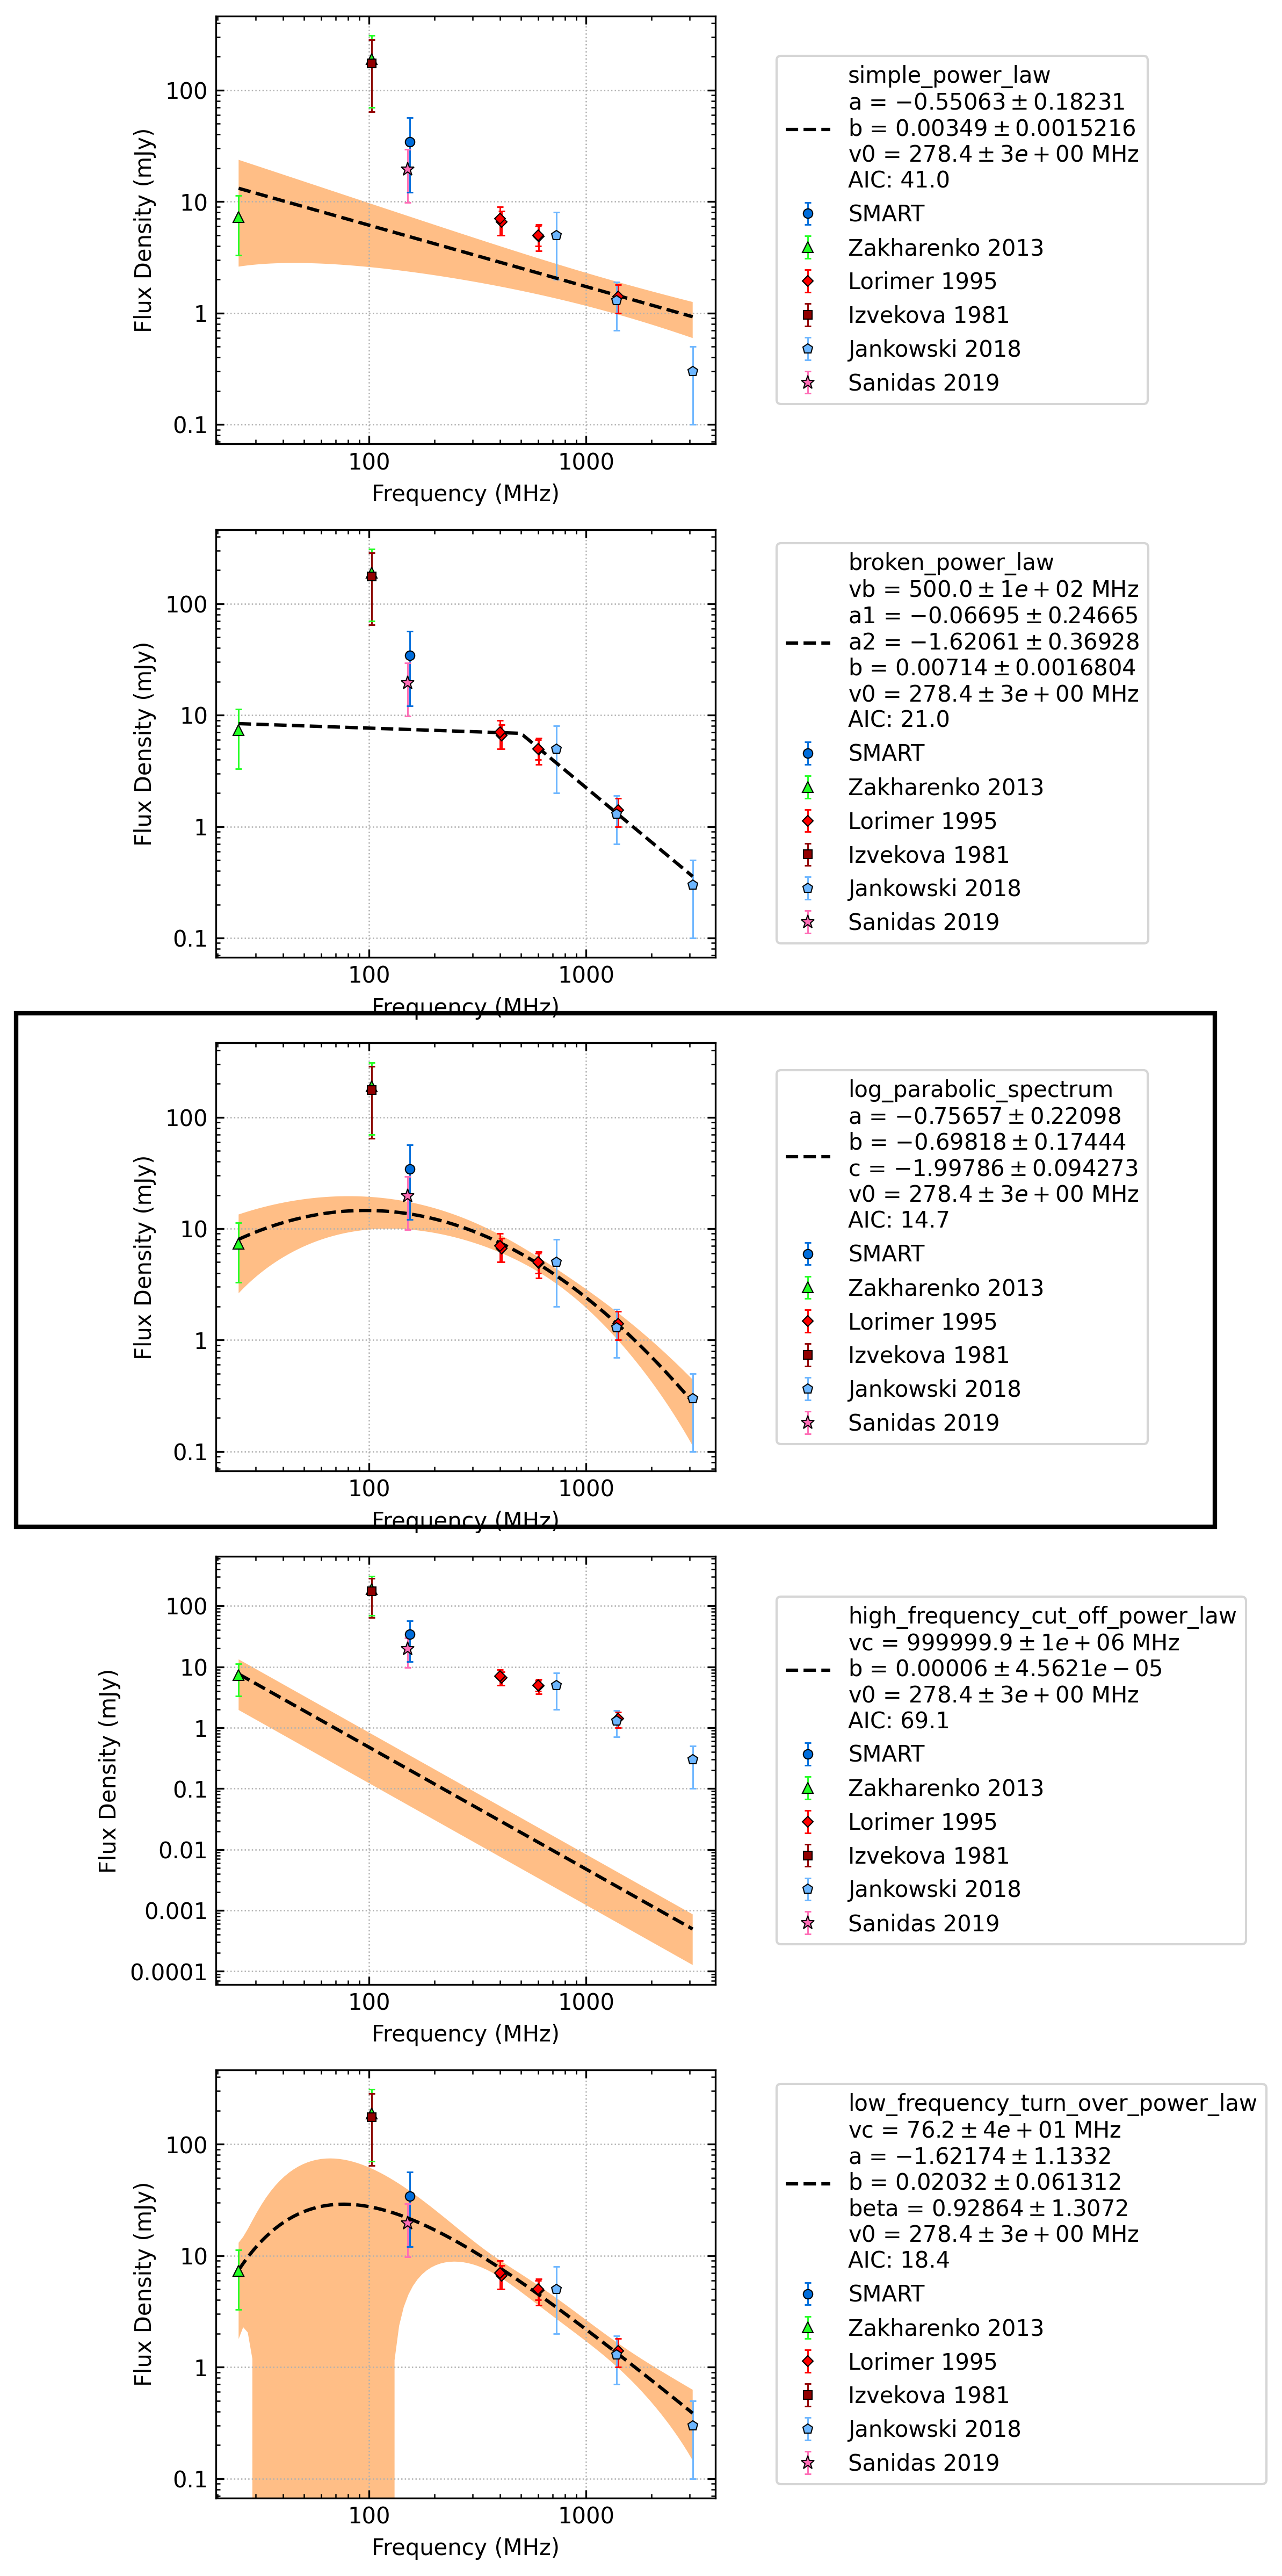 100
10
1
0.1
Flux Density (mJy)
100
1000
Frequency (MHz)
simple_power_law
a = −0.55063 ± 0.18231
b = 0.00349 ± 0.0015216
v0 = 278.4 ± 3e + 00 MHz
AIC: 41.0
SMART
Zakharenko 2013
Lorimer 1995
Izvekova 1981
Jankowski 2018
Sanidas 2019
100
10
1
0.1
Flux Density (mJy)
100
1000
Frequency (MHz)
broken_power_law
vb = 500.0 ± 1e + 02 MHz
a1 = −0.06695 ± 0.24665
a2 = −1.62061 ± 0.36928
b = 0.00714 ± 0.0016804
v0 = 278.4 ± 3e + 00 MHz
AIC: 21.0
SMART
Zakharenko 2013
Lorimer 1995
Izvekova 1981
Jankowski 2018
Sanidas 2019
100
10
1
0.1
Flux Density (mJy)
100
1000
Frequency (MHz)
log_parabolic_spectrum
a = −0.75657 ± 0.22098
b = −0.69818 ± 0.17444
c = −1.99786 ± 0.094273
v0 = 278.4 ± 3e + 00 MHz
AIC: 14.7
SMART
Zakharenko 2013
Lorimer 1995
Izvekova 1981
Jankowski 2018
Sanidas 2019
100
10
1
0.1
0.01
0.001
0.0001
Flux Density (mJy)
100
1000
Frequency (MHz)
high_frequency_cut_off_power_law
vc = 999999.9 ± 1e + 06 MHz
b = 0.00006 ± 4.5621e − 05
v0 = 278.4 ± 3e + 00 MHz
AIC: 69.1
SMART
Zakharenko 2013
Lorimer 1995
Izvekova 1981
Jankowski 2018
Sanidas 2019
100
10
1
0.1
Flux Density (mJy)
100
1000
Frequency (MHz)
low_frequency_turn_over_power_law
vc = 76.2 ± 4e + 01 MHz
a = −1.62174 ± 1.1332
b = 0.02032 ± 0.061312
beta = 0.92864 ± 1.3072
v0 = 278.4 ± 3e + 00 MHz
AIC: 18.4
SMART
Zakharenko 2013
Lorimer 1995
Izvekova 1981
Jankowski 2018
Sanidas 2019